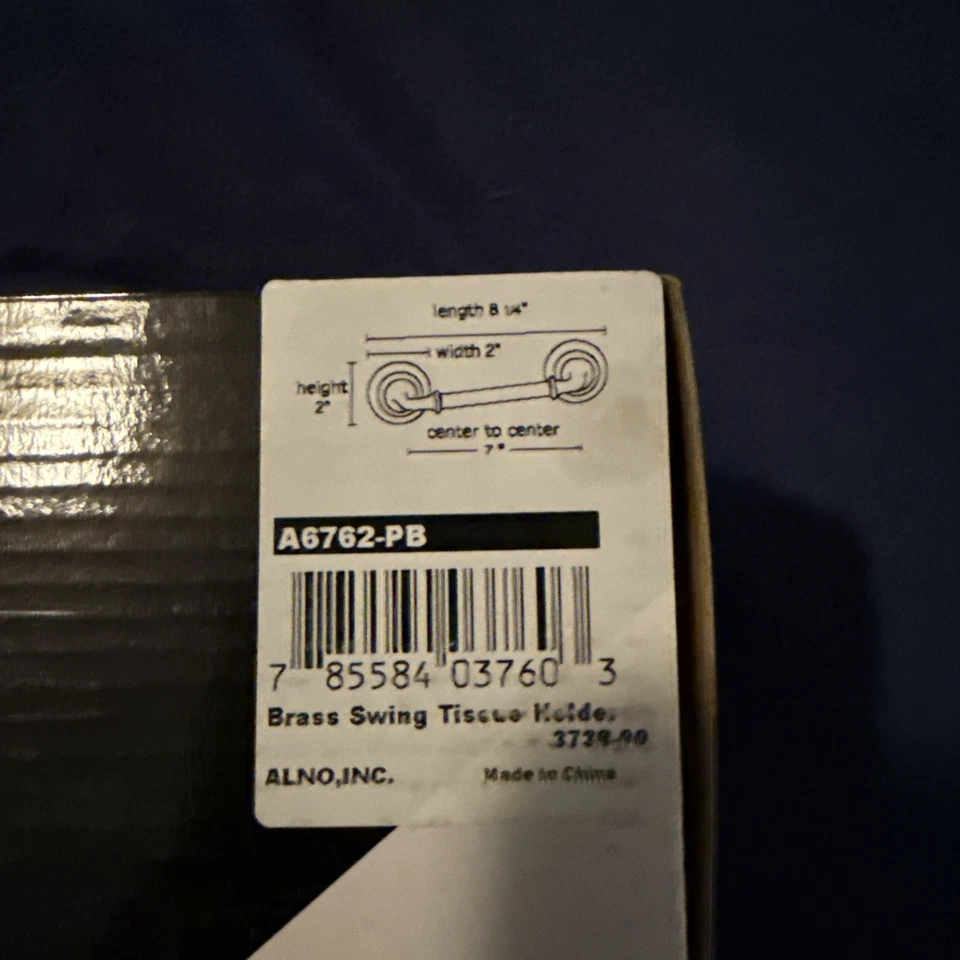 length 8 1/4"
width 2"
height
2"
center to center
7"
A6762-PB
7 85584 03760 3
Brass Swing Tissue Holder
ALNO,INC.
Made in China